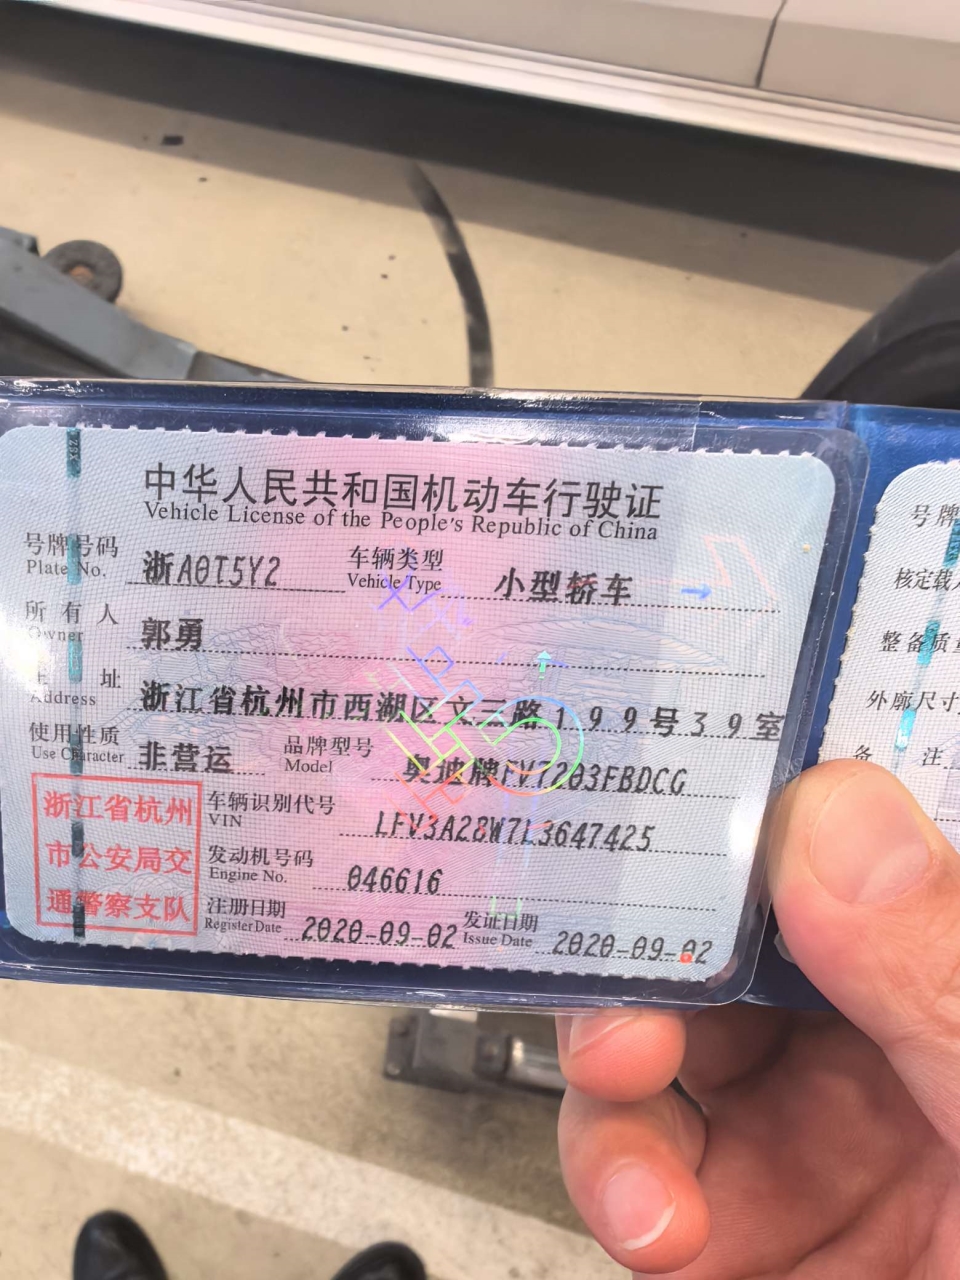 中华人民共和国机动车行驶证
Vehicle License of the People's Republic of China
号牌号码 浙A0T5Y2 车辆类型 小型轿车
Plate No. Vehicle Type
所有人 郭勇
Owner
住址 浙江省杭州市西湖区文三路199号39室
Address
使用性质 非营运 品牌型号 奥迪牌FV7203FBDCG
Use Character Model
浙江省杭州
市公安局交
通警察支队
车辆识别代号 LFV3A28W7L3647425
VIN
发动机号码 046616
Engine No.
注册日期 2020-09-02 发证日期 2020-09-02
Register Date Issue Date
号牌
核定载人
整备质量
外廓尺寸
备注